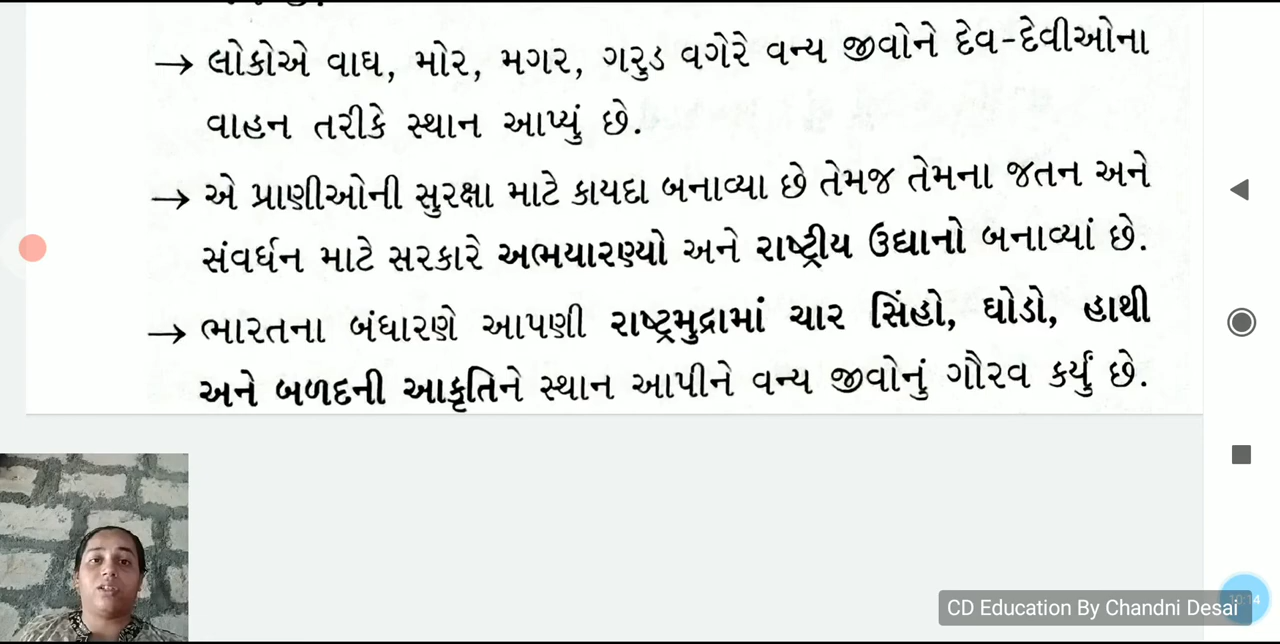 → લોકોએ વાઘ, મોર, મગર, ગરુડ વગેરે વન્ય જીવોને દેવ-દેવીઓના
વાહન તરીકે સ્થાન આપ્યું છે.
→ એ પ્રાણીઓની સુરક્ષા માટે કાયદા બનાવ્યા છે તેમજ તેમના જતન અને
સંવર્ધન માટે સરકારે અભયારણ્યો અને રાષ્ટ્રીય ઉદ્યાનો બનાવ્યાં છે.
→ ભારતના બંધારણે આપણી રાષ્ટ્રમુદ્રામાં ચાર સિંહો, ઘોડો, હાથી
અને બળદની આકૃતિને સ્થાન આપીને વન્ય જીવોનું ગૌરવ કર્યું છે.
CD Education By Chandni Desai